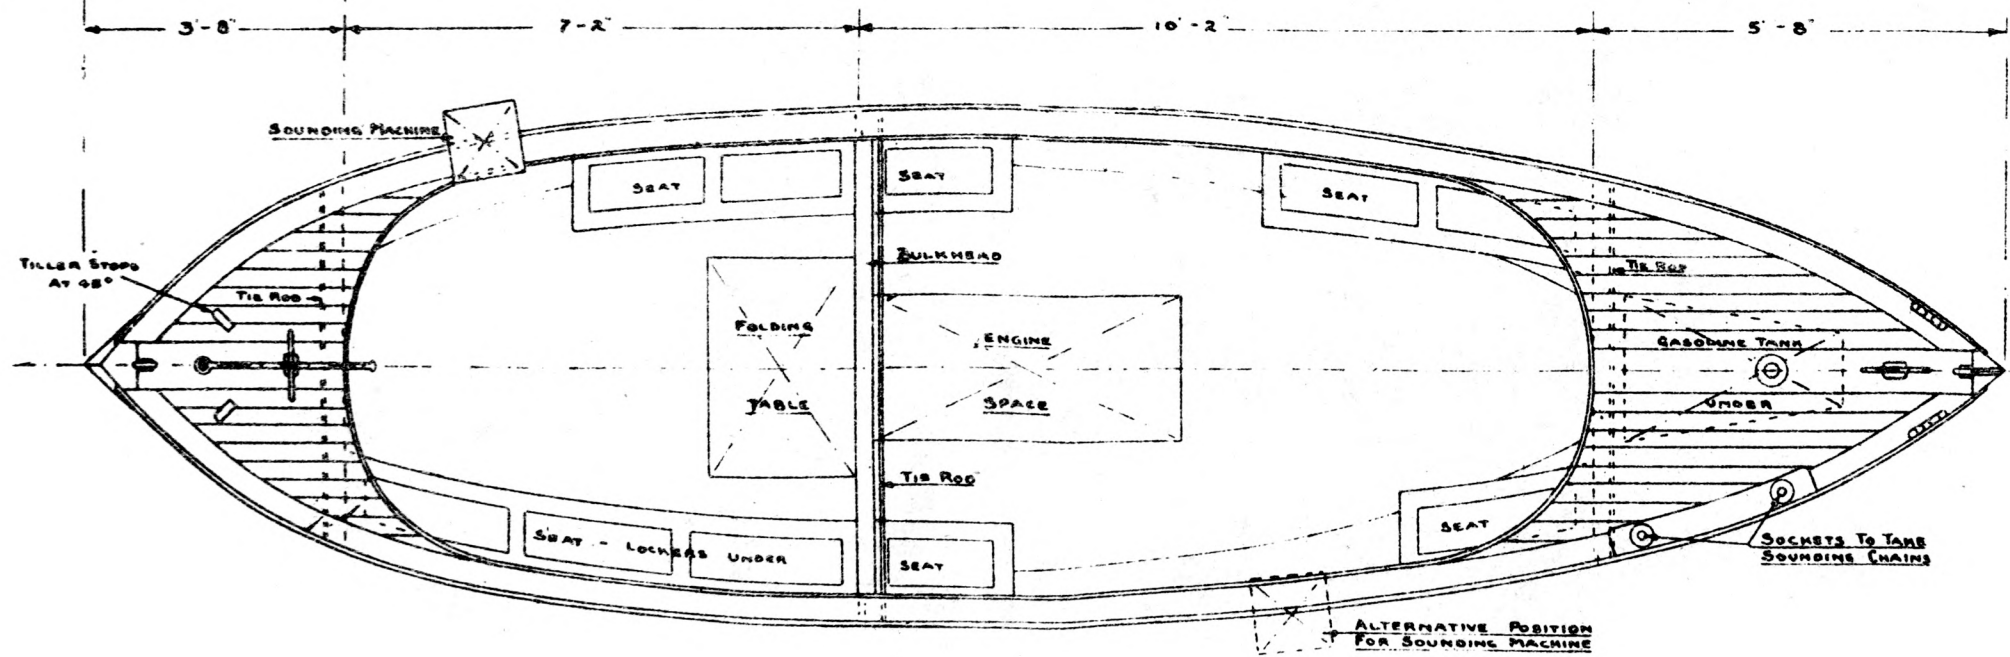 3'-8"
7-2"
10'-2"
5'-8"
SOUNDING MACHINE
SEAT
SEAT
SEAT
TILLER STOPS
AT 45°
TIE ROD
BULKHEAD
TIE ROD
FOLDING
TABLE
ENGINE
SPACE
GASOLINE TANK
UNDER
TIE ROD
SEAT - LOCKERS UNDER
SEAT
SEAT
SOCKETS TO TAKE
SOUNDING CHAINS
ALTERNATIVE POSITION
FOR SOUNDING MACHINE